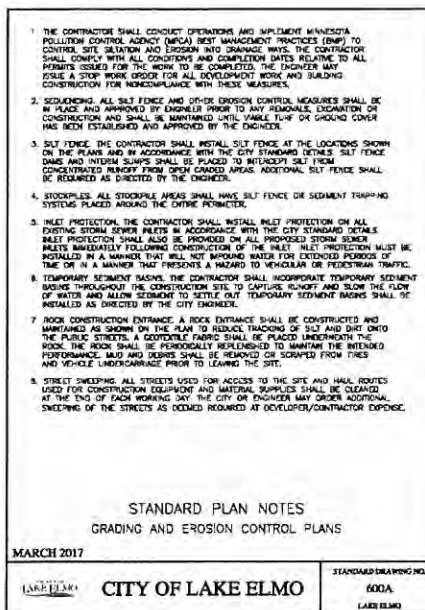 1 THE CONTRACTOR SHALL CONDUCT OPERATIONS AND IMPLEMENT MINNESOTA
POLLUTION CONTROL AGENCY (MPCA) BEST MANAGEMENT PRACTICES (BMP) TO
CONTROL SITE SILTATION AND EROSION INTO DRAINAGE WAYS. THE CONTRACTOR
SHALL COMPLY WITH ALL CONDITIONS AND COMPLETION DATES RELATIVE TO ALL
PERMITS ISSUED FOR THE WORK TO BE COMPLETED. THE ENGINEER MAY
ISSUE A STOP WORK ORDER FOR ALL DEVELOPMENT WORK AND BUILDING
CONSTRUCTION FOR NONCOMPLIANCE WITH THESE MEASURES.
2. SEQUENCING. ALL SILT FENCE AND OTHER EROSION CONTROL MEASURES SHALL BE
IN PLACE AND APPROVED BY ENGINEER PRIOR TO ANY REMOVALS, EXCAVATION OR
CONSTRUCTION AND SHALL BE MAINTAINED UNTIL VIABLE TURF OR GROUND COVER
HAS BEEN ESTABLISHED AND APPROVED BY THE ENGINEER.
3. SILT FENCE. THE CONTRACTOR SHALL INSTALL SILT FENCE AT THE LOCATIONS SHOWN
ON THE PLANS AND IN ACCORDANCE WITH THE CITY STANDARD DETAILS. SILT FENCE
DAMS AND INTERIM SUMPS SHALL BE PLACED TO INTERCEPT SILT FROM
CONCENTRATED RUNOFF FROM OPEN GRADED AREAS. ADDITIONAL SILT FENCE SHALL
BE REQUIRED AS DIRECTED BY THE ENGINEER.
4. STOCKPILES. ALL STOCKPILE AREAS SHALL HAVE SILT FENCE OR SEDIMENT TRAPPING
SYSTEMS PLACED AROUND THE ENTIRE PERIMETER.
5. INLET PROTECTION. THE CONTRACTOR SHALL INSTALL INLET PROTECTION ON ALL
EXISTING STORM SEWER INLETS IN ACCORDANCE WITH THE CITY STANDARD DETAILS.
INLET PROTECTION SHALL ALSO BE PROVIDED ON ALL PROPOSED STORM SEWER
INLETS IMMEDIATELY FOLLOWING CONSTRUCTION OF THE INLET INLET PROTECTION MUST BE
INSTALLED IN A MANNER THAT WILL NOT IMPOUND WATER FOR EXTENDED PERIODS OF
TIME OR IN A MANNER THAT PRESENTS A HAZARD TO VEHICULAR OR PEDESTRIAN TRAFFIC.
6. TEMPORARY SEDIMENT BASINS. THE CONTRACTOR SHALL INCORPORATE TEMPORARY SEDIMENT
BASINS THROUGHOUT THE CONSTRUCTION SITE TO CAPTURE RUNOFF AND SLOW THE FLOW
OF WATER AND ALLOW SEDIMENT TO SETTLE OUT TEMPORARY SEDIMENT BASINS SHALL BE
INSTALLED AS DIRECTED BY THE CITY ENGINEER.
7 ROCK CONSTRUCTION ENTRANCE. A ROCK ENTRANCE SHALL BE CONSTRUCTED AND
MAINTAINED AS SHOWN ON THE PLAN TO REDUCE TRACKING OF SILT AND DIRT ONTO
THE PUBLIC STREETS. A GEOTEXTILE FABRIC SHALL BE PLACED UNDERNEATH THE
ROCK. THE ROCK SHALL BE PERIODICALLY REPLENISHED TO MAINTAIN THE INTENDED
PERFORMANCE. MUD AND DEBRIS SHALL BE REMOVED OR SCRAPED FROM TIRES
AND VEHICLE UNDERCARRIAGE PRIOR TO LEAVING THE SITE.
8. STREET SWEEPING. ALL STREETS USED FOR ACCESS TO THE SITE AND HAUL ROUTES
USED FOR CONSTRUCTION EQUIPMENT AND MATERIAL SUPPLIES SHALL BE CLEANED
AT THE END OF EACH WORKING DAY. THE CITY OR ENGINEER MAY ORDER ADDITIONAL
SWEEPING OF THE STREETS AS DEEMED REQUIRED AT DEVELOPER/CONTRACTOR EXPENSE.
STANDARD PLAN NOTES
GRADING AND EROSION CONTROL PLANS
MARCH 2017
LAKE ELMO
CITY OF LAKE ELMO
STANDARD DRAWING NO.
600A
LAKE ELMO